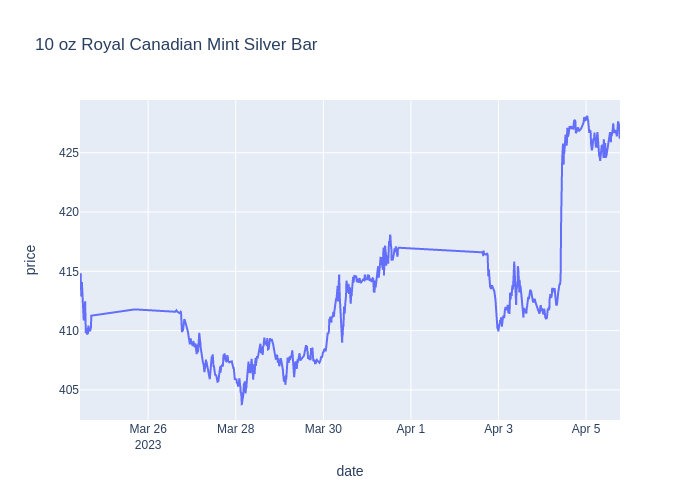 10 oz Royal Canadian Mint Silver Bar
425
420
415
410
405
price
Mar 26
2023
Mar 28
Mar 30
Apr 1
Apr 3
Apr 5
date